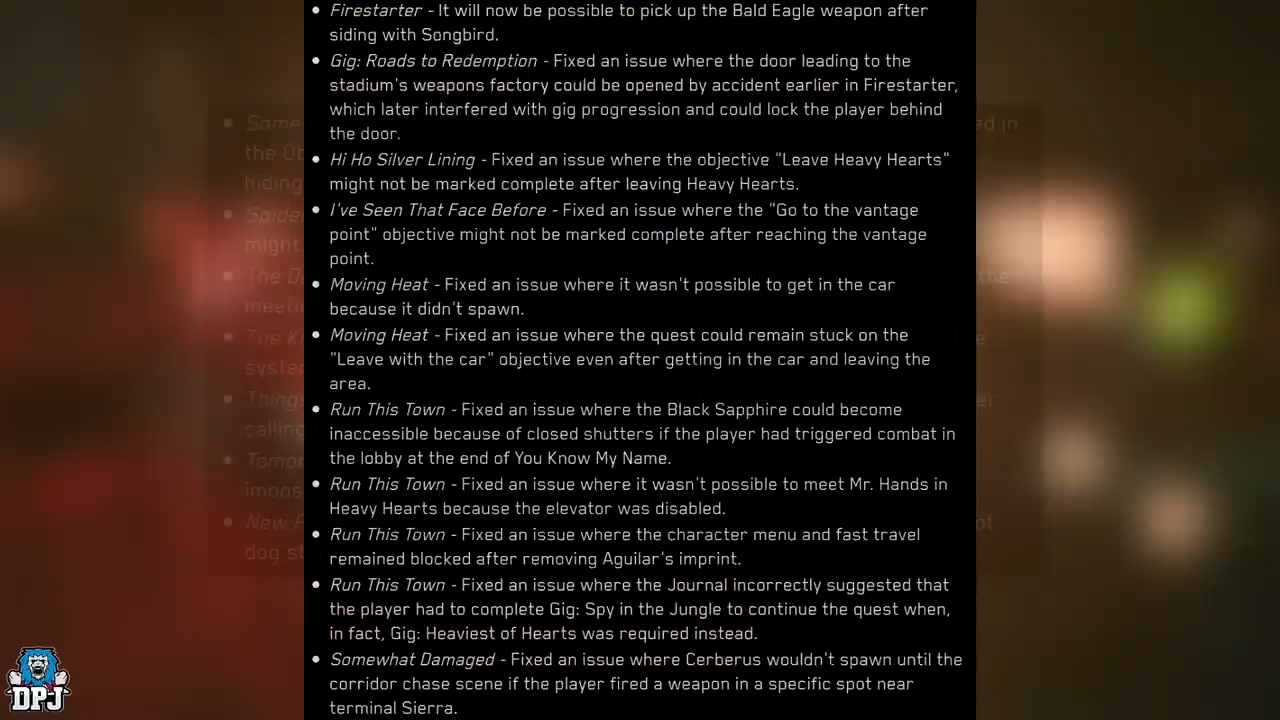 Firestarter - It will now be possible to pick up the Bald Eagle weapon after
siding with Songbird.
Gig: Roads to Redemption - Fixed an issue where the door leading to the
stadium's weapons factory could be opened by accident earlier in Firestarter,
which later interfered with gig progression and could lock the player behind
the door.
Hi Ho Silver Lining - Fixed an issue where the objective "Leave Heavy Hearts"
might not be marked complete after leaving Heavy Hearts.
I've Seen That Face Before - Fixed an issue where the "Go to the vantage
point" objective might not be marked complete after reaching the vantage
point.
Moving Heat - Fixed an issue where it wasn't possible to get in the car
because it didn't spawn.
Moving Heat - Fixed an issue where the quest could remain stuck on the
"Leave with the car" objective even after getting in the car and leaving the
area.
Run This Town - Fixed an issue where the Black Sapphire could become
inaccessible because of closed shutters if the player had triggered combat in
the lobby at the end of You Know My Name.
Run This Town - Fixed an issue where it wasn't possible to meet Mr. Hands in
Heavy Hearts because the elevator was disabled.
Run This Town - Fixed an issue where the character menu and fast travel
remained blocked after removing Aguilar's imprint.
Run This Town - Fixed an issue where the Journal incorrectly suggested that
the player had to complete Gig: Spy in the Jungle to continue the quest when,
in fact, Gig: Heaviest of Hearts was required instead.
Somewhat Damaged - Fixed an issue where Cerberus wouldn't spawn until the
corridor chase scene if the player fired a weapon in a specific spot near
terminal Sierra.
DPJ